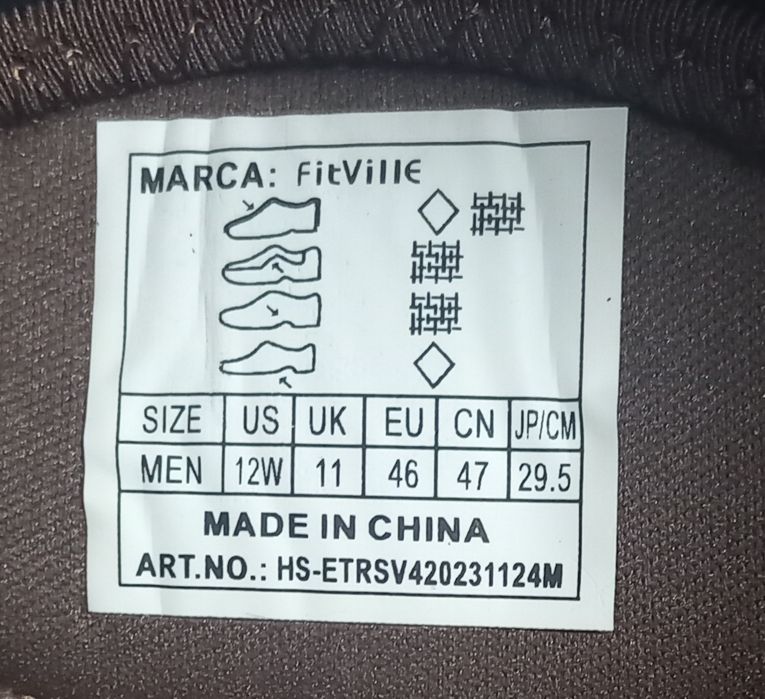 MARCA: FitVille
SIZE US UK EU CN JP/CM
MEN 12W 11 46 47 29.5
MADE IN CHINA
ART.NO.: HS-ETRSV420231124M